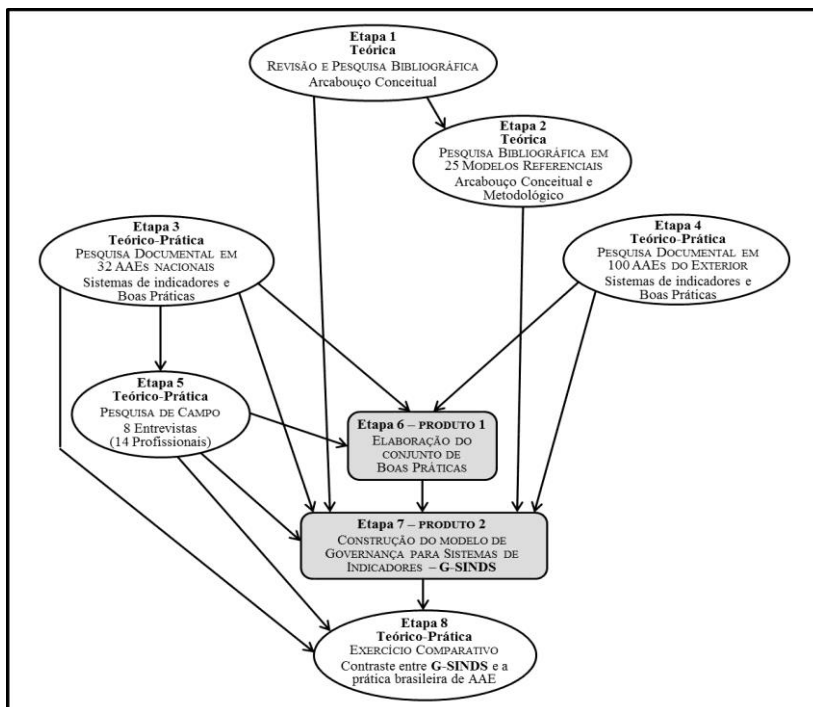 Etapa 1
Teórica
REVISÃO E PESQUISA BIBLIOGRÁFICA
Arcabouço Conceitual
Etapa 2
Teórica
PESQUISA BIBLIOGRÁFICA EM
25 MODELOS REFERENCIAIS
Arcabouço Conceitual e
Metodológico
Etapa 3
Teórico-Prática
PESQUISA DOCUMENTAL EM
32 AAES NACIONAIS
Sistemas de indicadores e
Boas Práticas
Etapa 4
Teórico-Prática
PESQUISA DOCUMENTAL EM
100 AAES DO EXTERIOR
Sistemas de indicadores e
Boas Práticas
Etapa 5
Teórico-Prática
PESQUISA DE CAMPO
8 Entrevistas
(14 Profissionais)
Etapa 6 – PRODUTO 1
ELABORAÇÃO DO
CONJUNTO DE
BOAS PRÁTICAS
Etapa 7 – PRODUTO 2
CONSTRUÇÃO DO MODELO DE
GOVERNANÇA PARA SISTEMAS DE
INDICADORES – G-SINDS
Etapa 8
Teórico-Prática
EXERCÍCIO COMPARATIVO
Contraste entre G-SINDS e a
prática brasileira de AAE